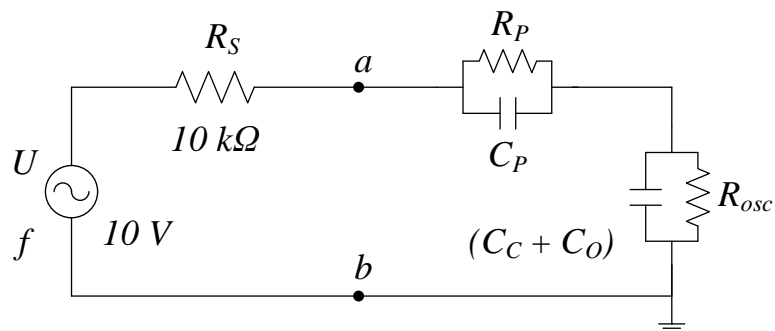 R_S
R_P
a
10 kΩ
C_P
U
R_osc
f
10 V
(C_C + C_O)
b